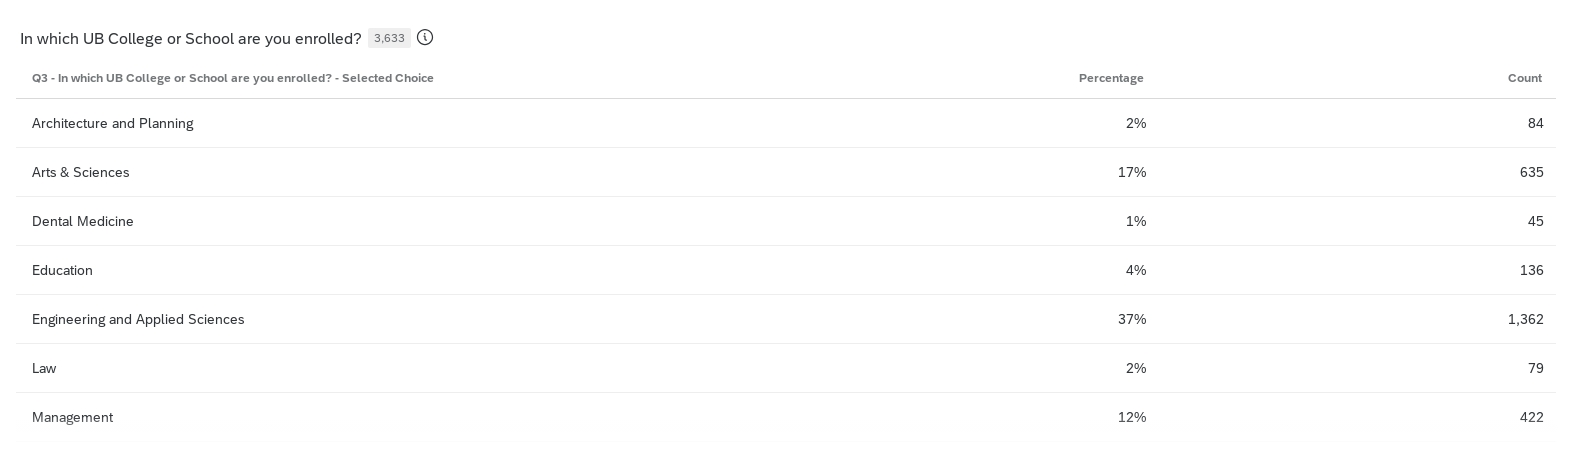 In which UB College or School are you enrolled? 3,633
Q3 - In which UB College or School are you enrolled? - Selected Choice Percentage Count
Architecture and Planning 2% 84
Arts & Sciences 17% 635
Dental Medicine 1% 45
Education 4% 136
Engineering and Applied Sciences 37% 1,362
Law 2% 79
Management 12% 422